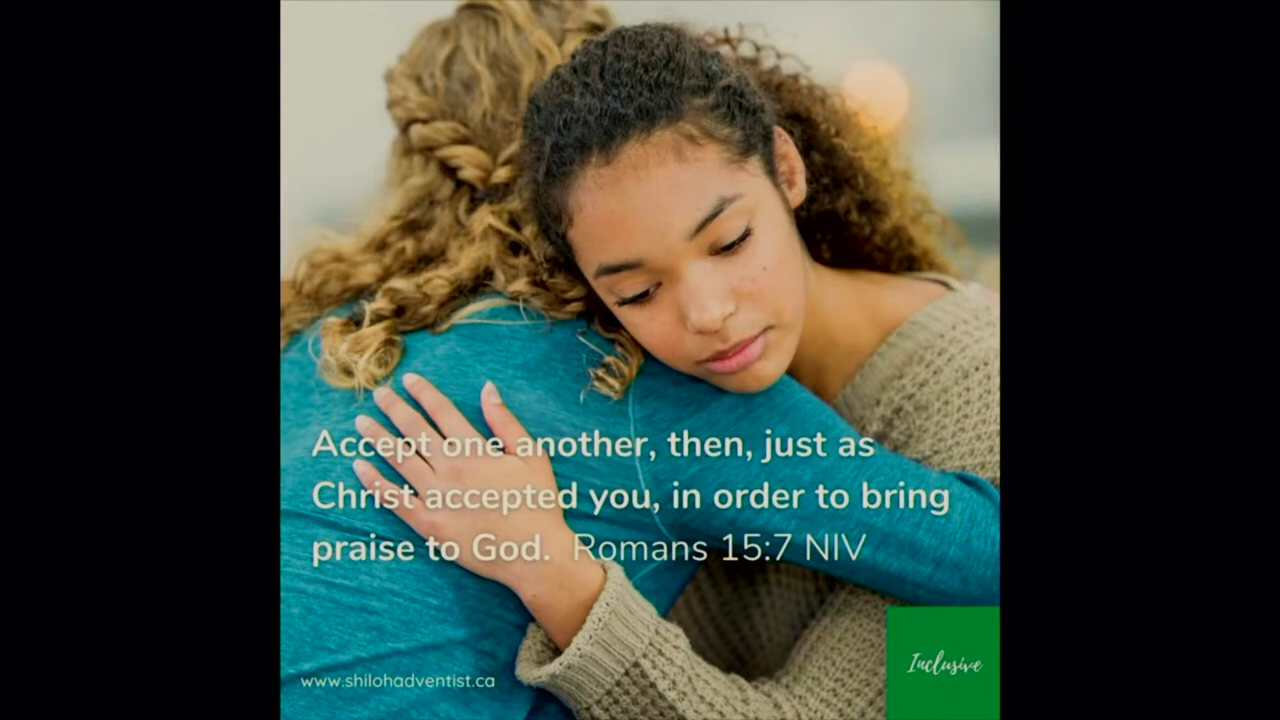 Accept one another, then, just as
Christ accepted you, in order to bring
praise to God. Romans 15:7 NIV
www.shilohadventist.ca
Inclusive